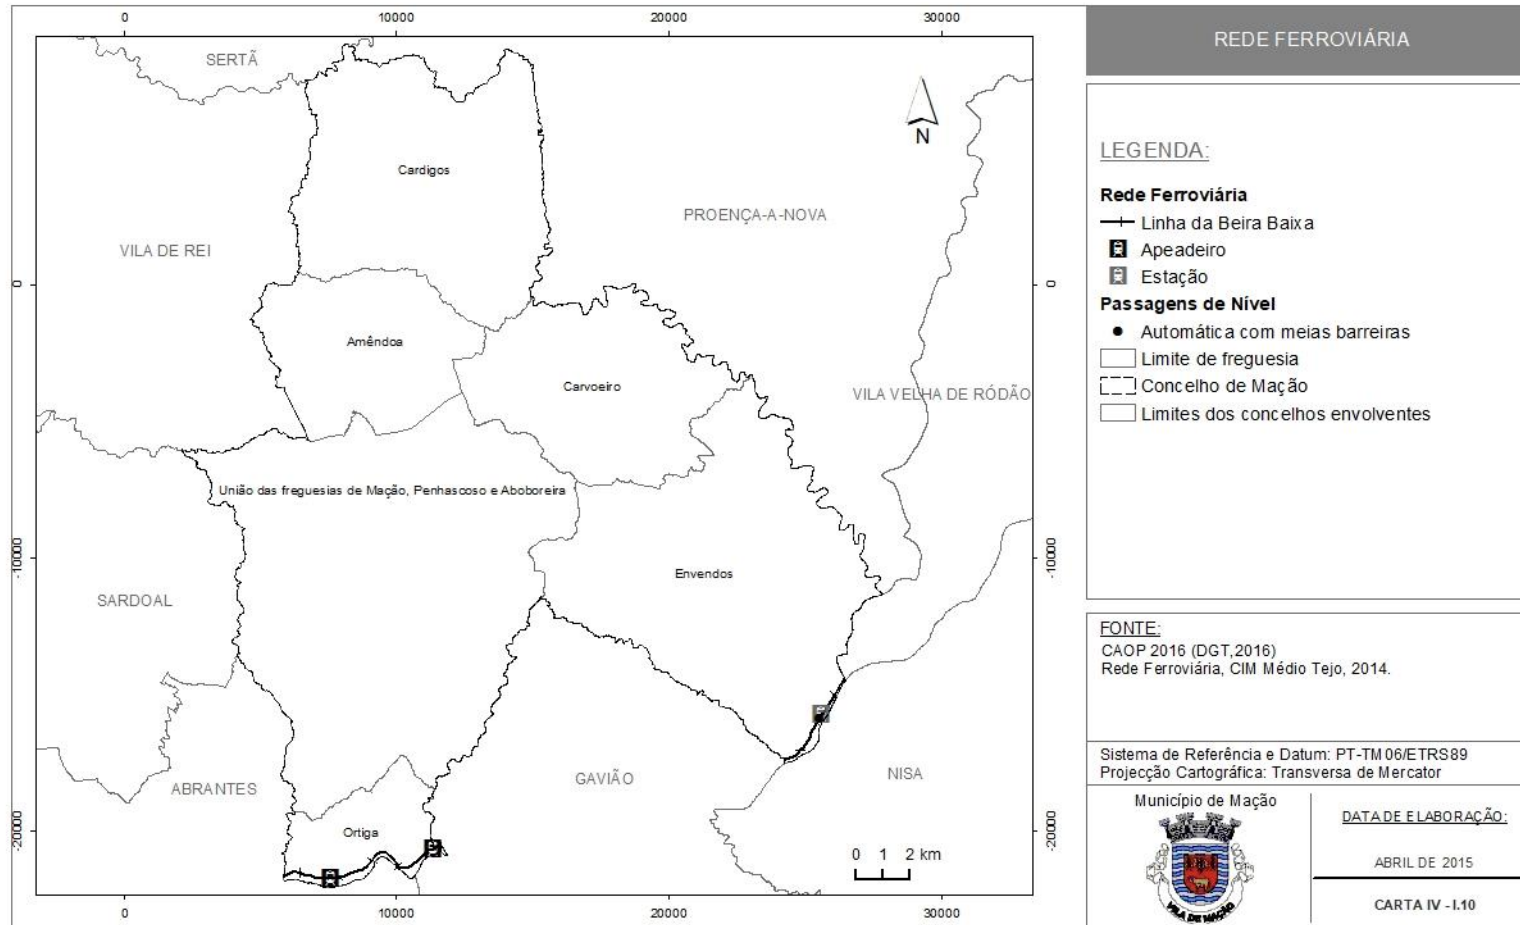 0 10000 20000 30000
REDE FERROVIÁRIA
SERTÃ
N
LEGENDA:
Cardigos
Rede Ferroviária
PROENÇA-A-NOVA
Linha da Beira Baixa
VILA DE REI
Apeadeiro
Estação
0 0
Passagens de Nível
Automática com meias barreiras
Amêndoa
Limite de freguesia
Carvoeiro
Concelho de Mação
VILA VELHA DE RÓDÃO
Limites dos concelhos envolventes
União das freguesias de Mação, Penhascoso e Aboboreira
-10000 -10000
Envendos
SARDOAL
FONTE:
CAOP 2016 (DGT,2016)
Rede Ferroviária, CIM Médio Tejo, 2014.
Sistema de Referência e Datum: PT-TM06/ETRS89
Projecção Cartográfica: Transversa de Mercator
GAVIÃO
NISA
ABRANTES
Município de Mação
DATA DE ELABORAÇÃO:
-20000 -20000
Ortiga
0 1 2 km
ABRIL DE 2015
CARTA IV - I.10
VILA DE MAÇÃO
0 10000 20000 30000